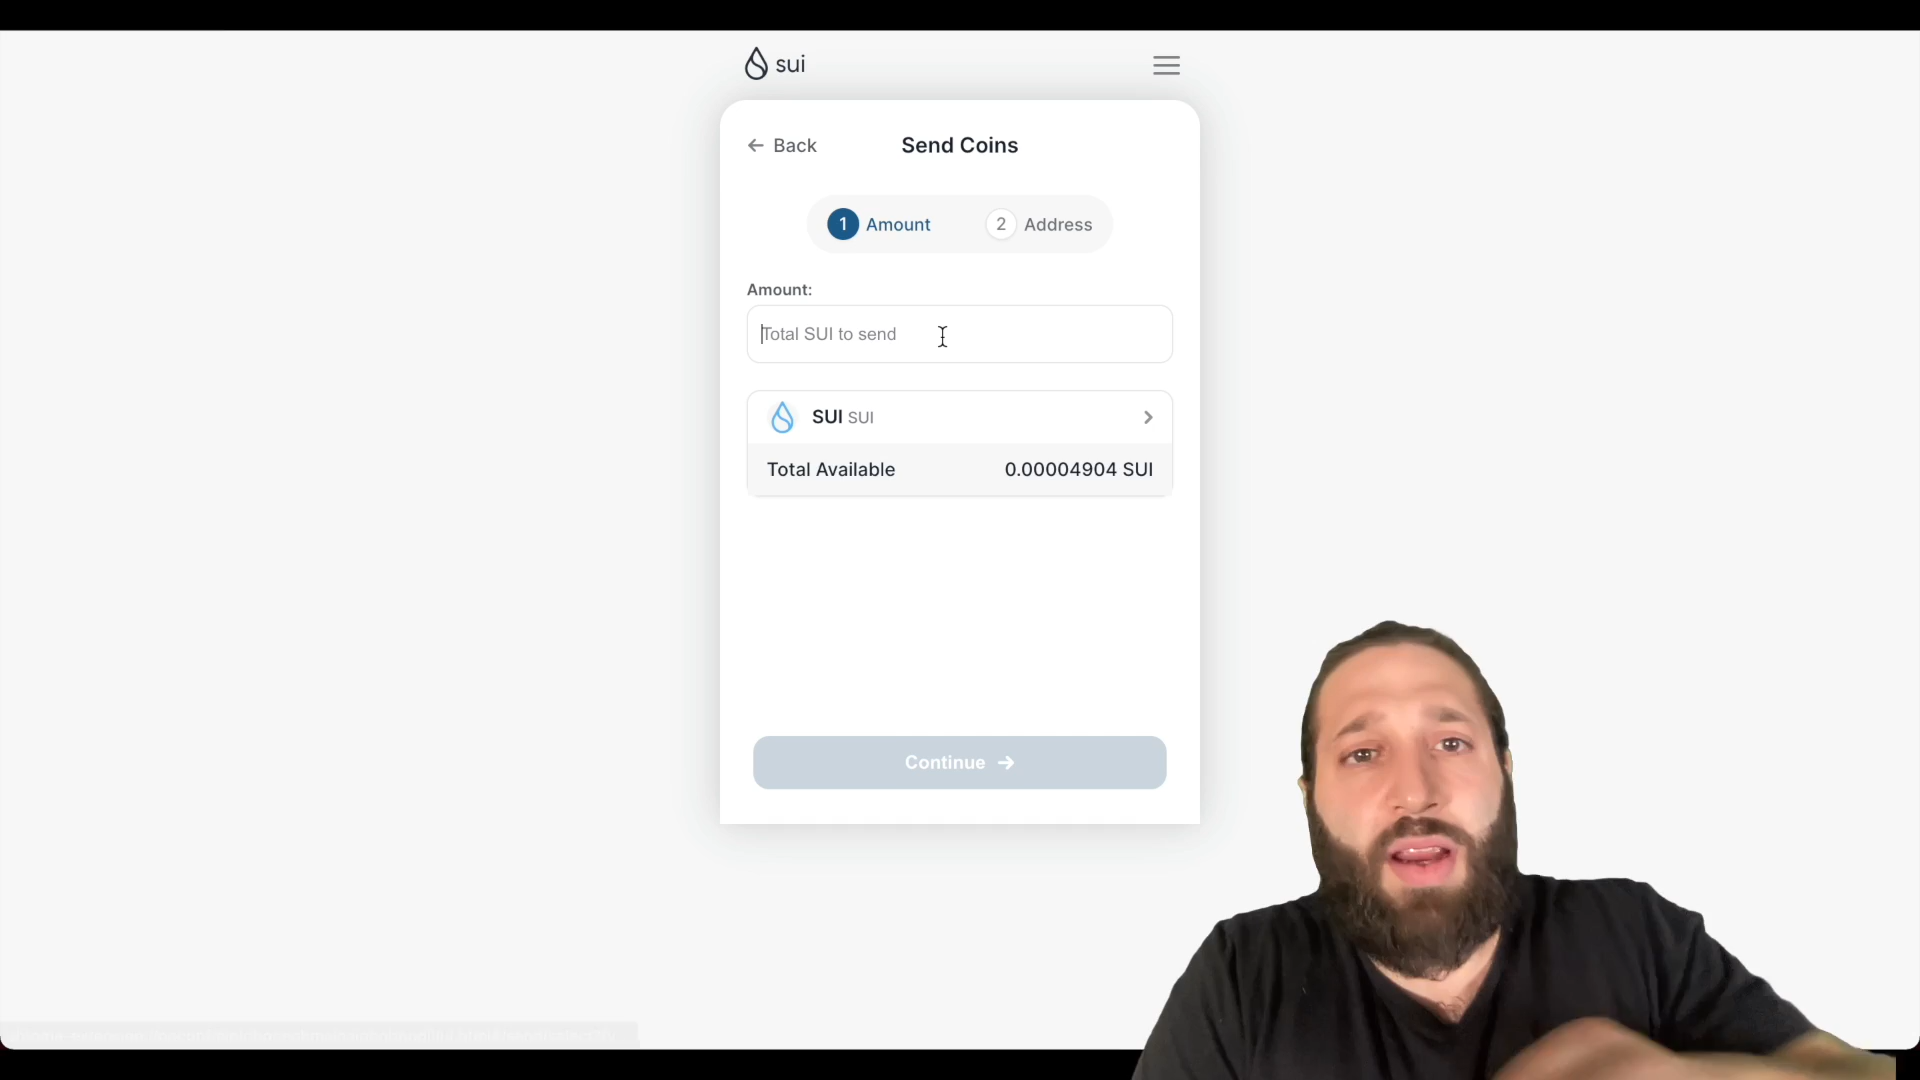 sui
Back
Send Coins
1 Amount
2 Address
Amount:
Total SUI to send
SUI SUI
Total Available 0.00004904 SUI
Continue